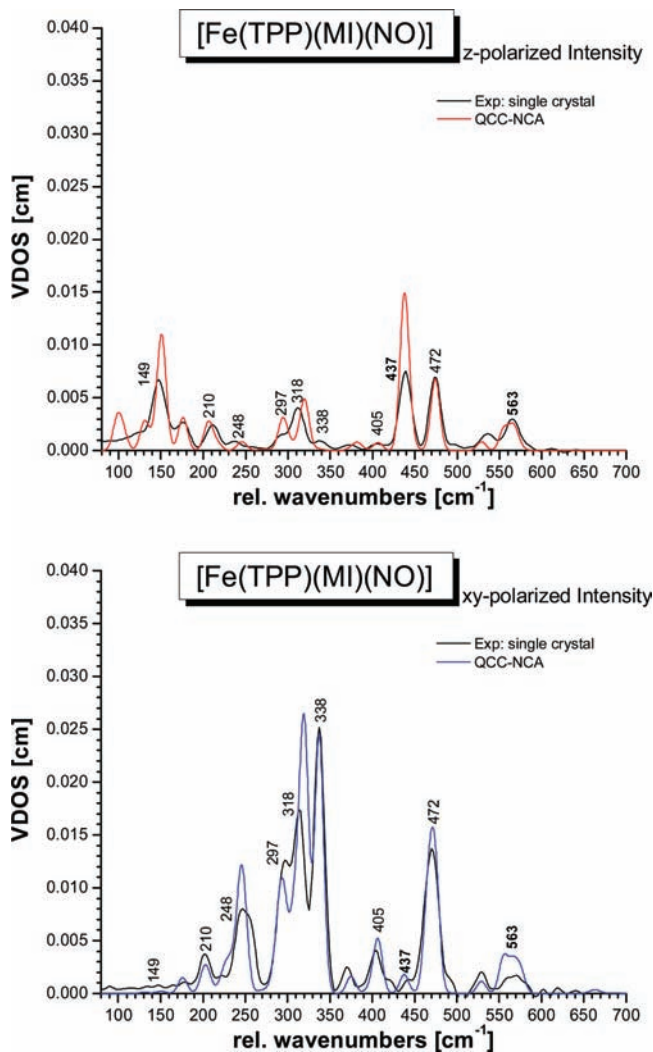 [Fe(TPP)(MI)(NO)]
z-polarized Intensity
Exp: single crystal
QCC-NCA
VDOS [cm]
0.040
0.035
0.030
0.025
0.020
0.015
0.010
0.005
0.000
149
210
248
297
318
338
405
437
472
563
100 150 200 250 300 350 400 450 500 550 600 650 700
rel. wavenumbers [cm-1]
[Fe(TPP)(MI)(NO)]
xy-polarized Intensity
Exp: single crystal
QCC-NCA
VDOS [cm]
0.040
0.035
0.030
0.025
0.020
0.015
0.010
0.005
0.000
149
210
248
297
318
338
405
437
472
563
100 150 200 250 300 350 400 450 500 550 600 650 700
rel. wavenumbers [cm-1]